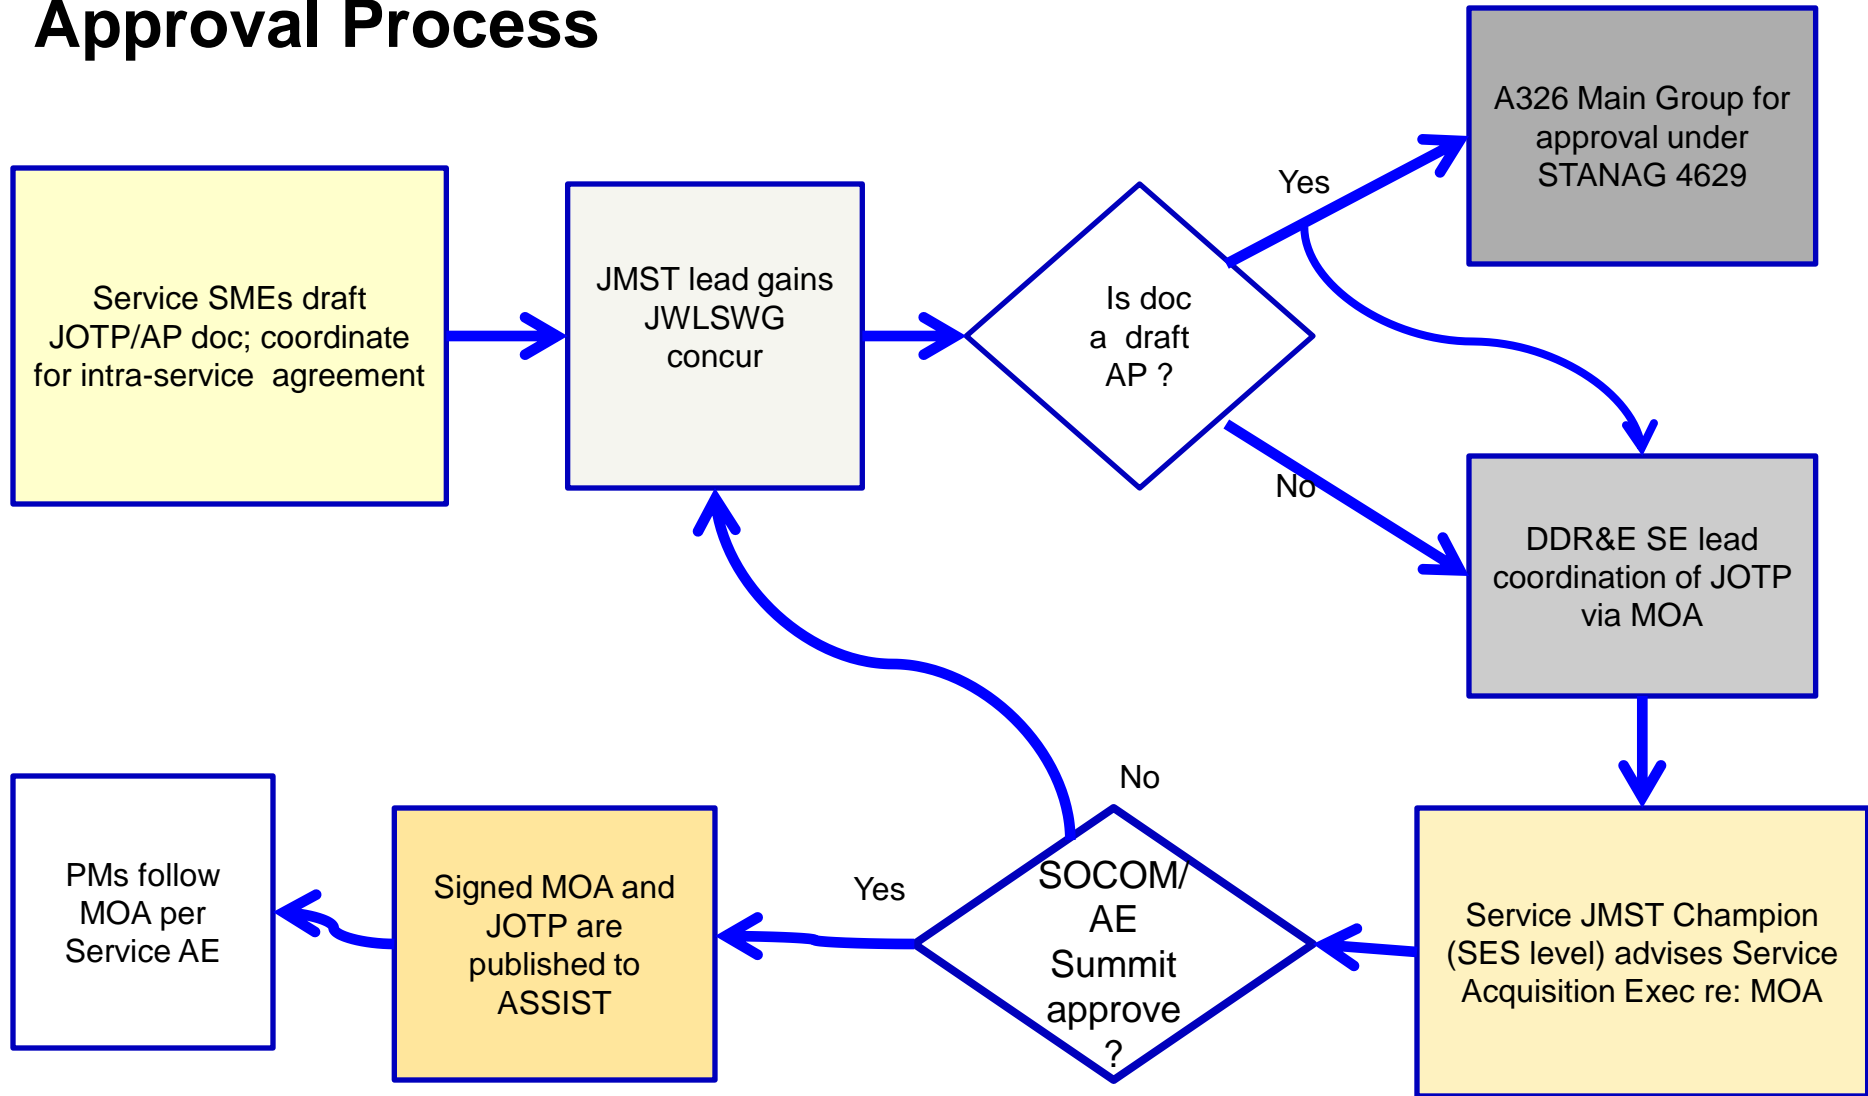 Approval Process
A326 Main Group for
approval under
STANAG 4629
Yes
Service SMEs draft
JOTP/AP doc; coordinate
for intra-service agreement
JMST lead gains
JWLSWG
concur
Is doc
a draft
AP ?
No
DDR&E SE lead
coordination of JOTP
via MOA
No
PMs follow
MOA per
Service AE
Signed MOA and
JOTP are
published to
ASSIST
Yes
SOCOM/
AE
Summit
approve
?
Service JMST Champion
(SES level) advises Service
Acquisition Exec re: MOA